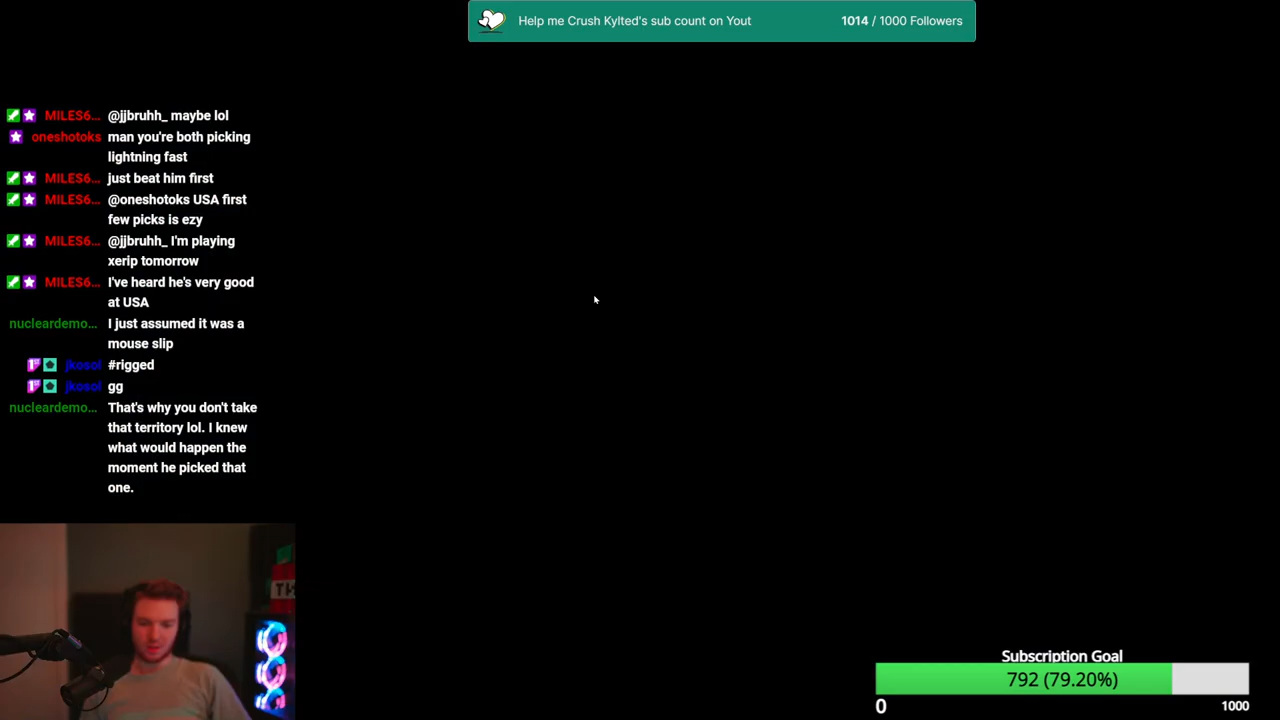 Help me Crush Kylted's sub count on Yout
1014 / 1000 Followers
MILES6... @jjbruhh_ maybe lol
oneshotoks man you're both picking
lightning fast
MILES6... just beat him first
MILES6... @oneshotoks USA first
few picks is ezy
MILES6... @jjbruhh_ I'm playing
xerip tomorrow
MILES6... I've heard he's very good
at USA
nucleardemo... I just assumed it was a
mouse slip
jkosol #rigged
jkosol gg
nucleardemo... That's why you don't take
that territory lol. I knew
what would happen the
moment he picked that
one.
Subscription Goal
792 (79.20%)
0 1000